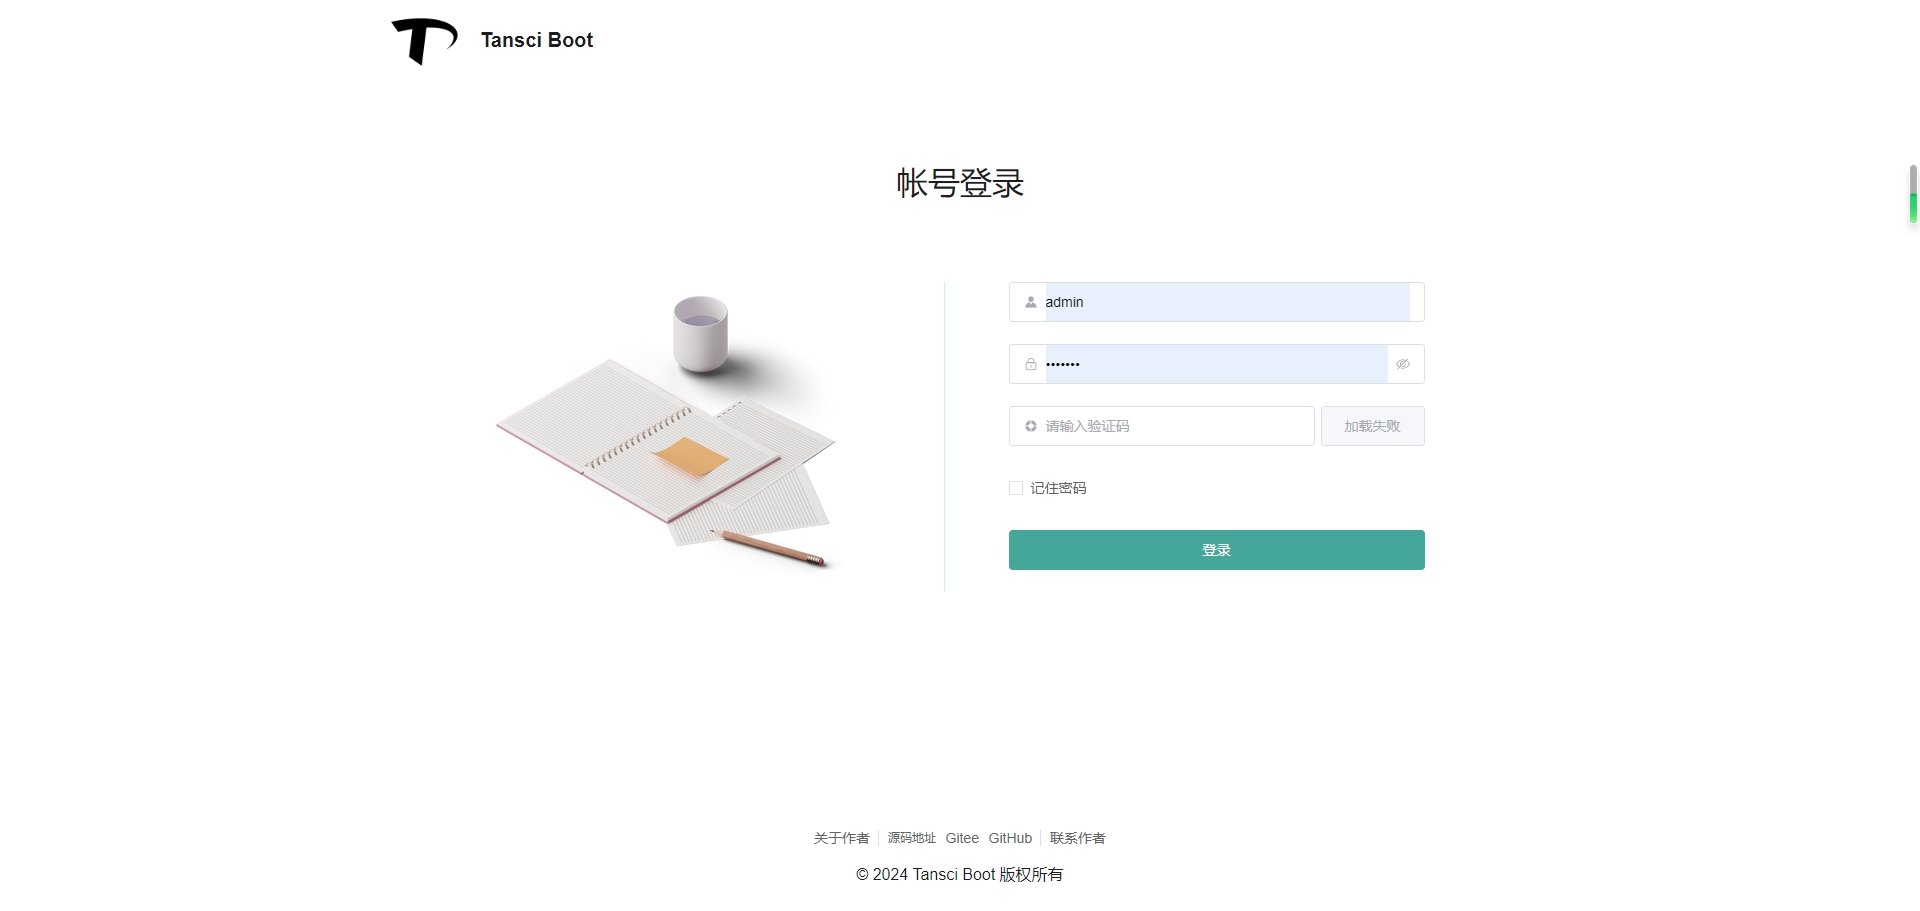 Tansci Boot
帐号登录
admin
•••••••
请输入验证码 加载失败
记住密码
登录
关于作者 源码地址 Gitee GitHub 联系作者
© 2024 Tansci Boot 版权所有